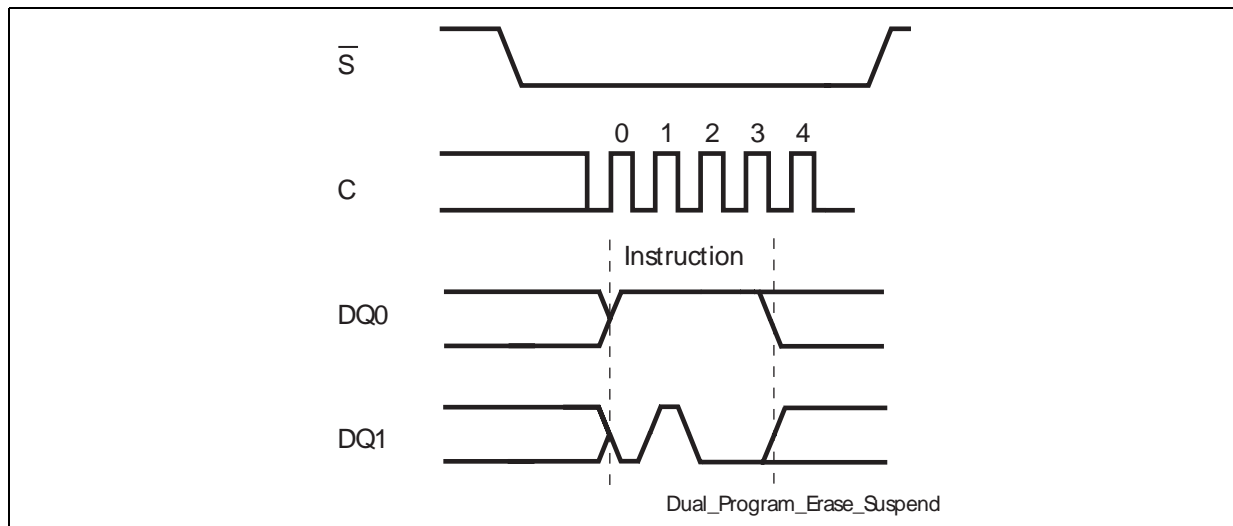 S̅
0 1 2 3 4
C
Instruction
DQ0
DQ1
Dual_Program_Erase_Suspend